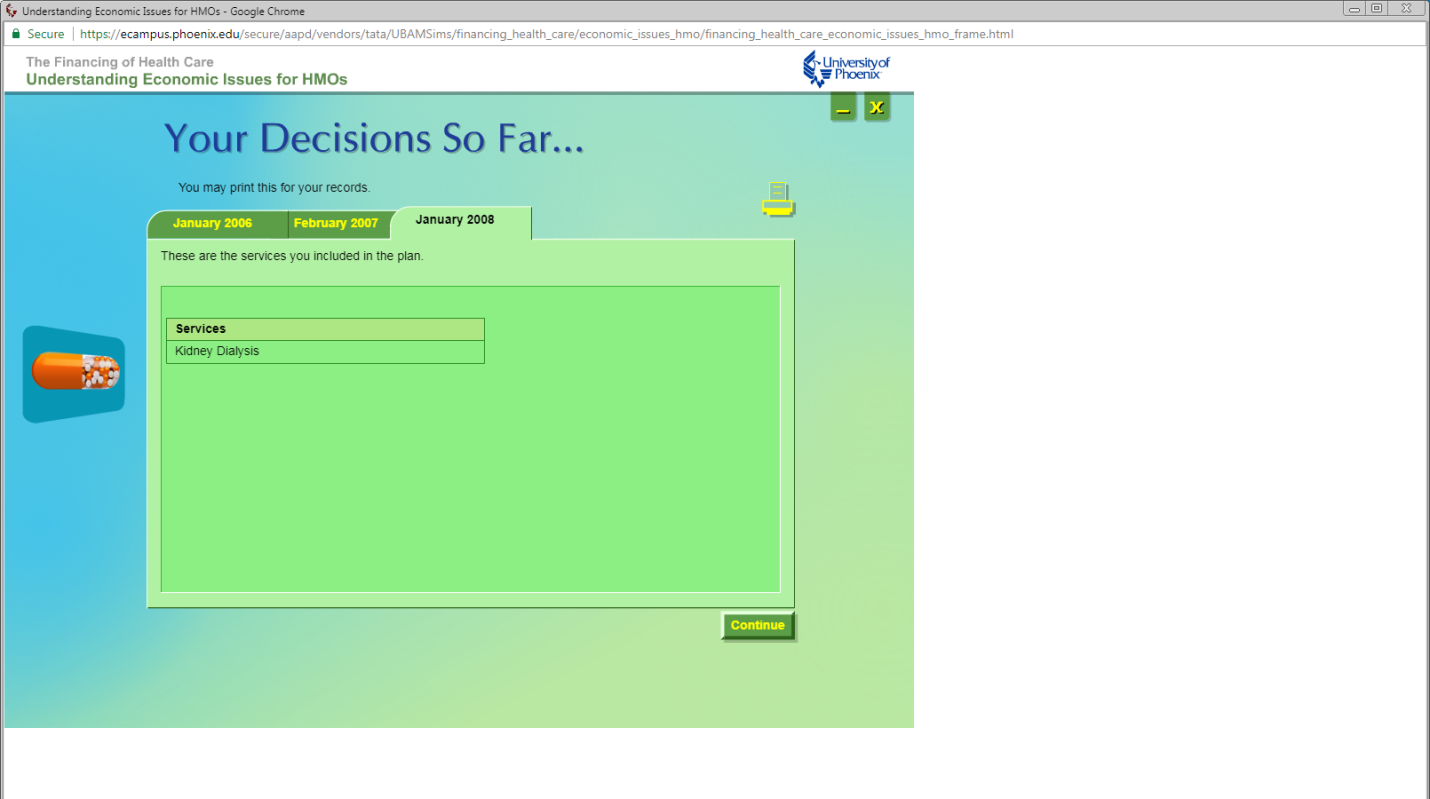 Understanding Economic Issues for HMOs - Google Chrome
Secure https://ecampus.phoenix.edu/secure/aapd/vendors/tata/UBAMSims/financing_health_care/economic_issues_hmo/financing_health_care_economic_issues_hmo_frame.html
The Financing of Health Care
Understanding Economic Issues for HMOs
University of
Phoenix
X
Your Decisions So Far...
You may print this for your records.
January 2006 February 2007 January 2008
These are the services you included in the plan.
Services
Kidney Dialysis
Continue